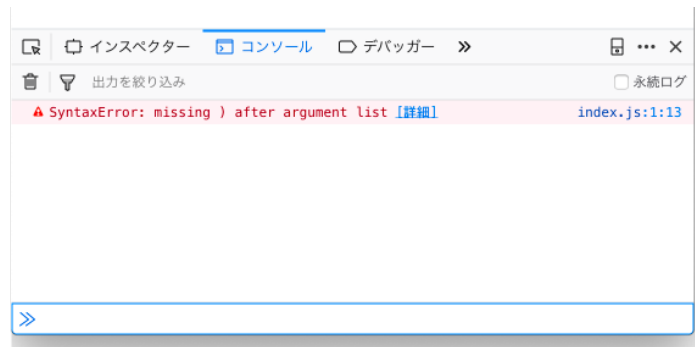 インスペクター コンソール デバッガー
出力を絞り込み 永続ログ
SyntaxError: missing ) after argument list [詳細] index.js:1:13